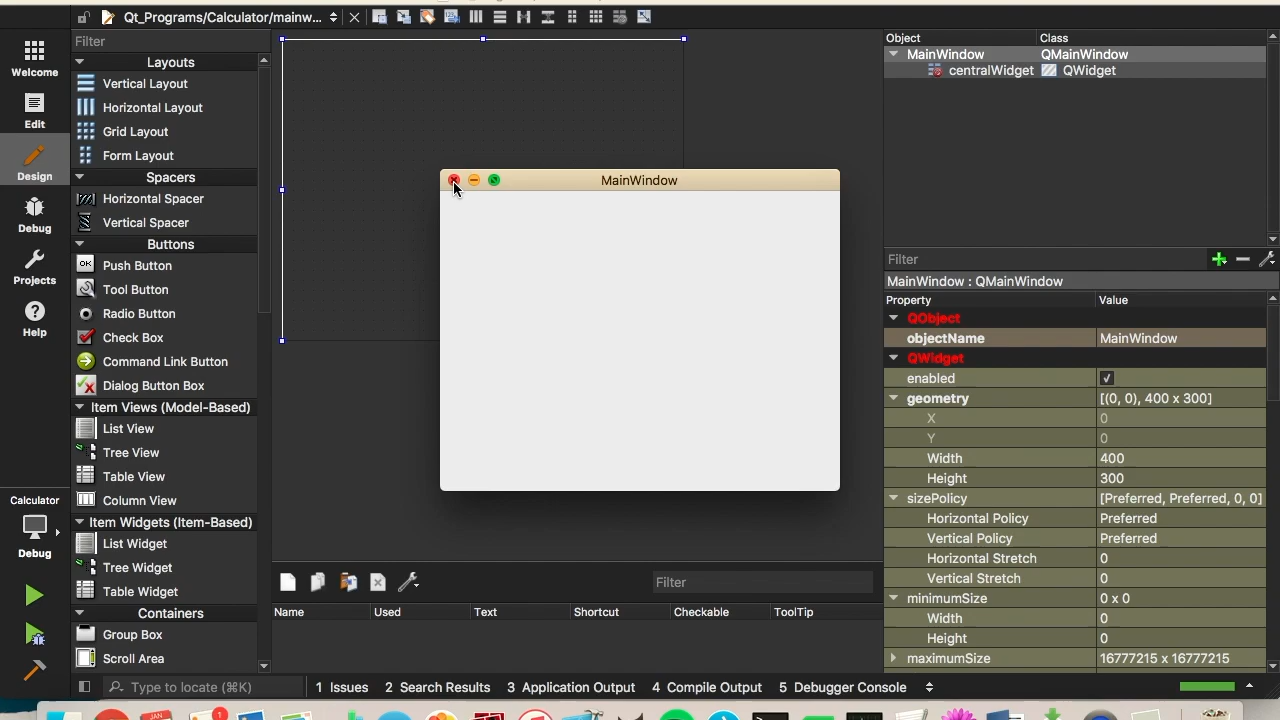 Qt_Programs/Calculator/mainw...
Welcome
Edit
Design
Debug
Projects
Help
Calculator
Debug
Filter
Layouts
Vertical Layout
Horizontal Layout
Grid Layout
Form Layout
Spacers
Horizontal Spacer
Vertical Spacer
Buttons
OK Push Button
Tool Button
Radio Button
Check Box
Command Link Button
Dialog Button Box
Item Views (Model-Based)
List View
Tree View
Table View
Column View
Item Widgets (Item-Based)
List Widget
Tree Widget
Table Widget
Containers
Group Box
Scroll Area
MainWindow
Filter
Name Used Text Shortcut Checkable ToolTip
Object Class
MainWindow QMainWindow
centralWidget QWidget
Filter
MainWindow : QMainWindow
Property Value
QObject
objectName MainWindow
QWidget
enabled
geometry [(0, 0), 400 x 300]
X 0
Y 0
Width 400
Height 300
sizePolicy [Preferred, Preferred, 0, 0]
Horizontal Policy Preferred
Vertical Policy Preferred
Horizontal Stretch 0
Vertical Stretch 0
minimumSize 0 x 0
Width 0
Height 0
maximumSize 16777215 x 16777215
Type to locate (⌘K) 1 Issues 2 Search Results 3 Application Output 4 Compile Output 5 Debugger Console
JAN 1